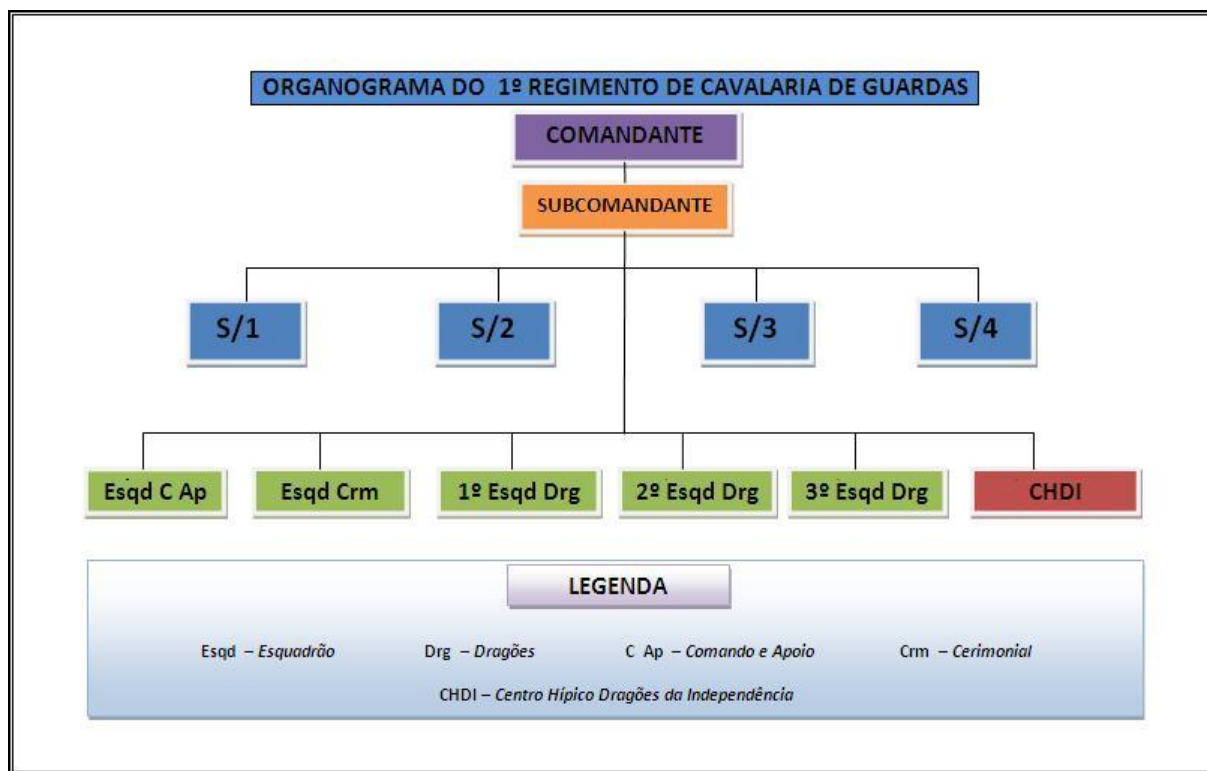 ORGANOGRAMA DO 1º REGIMENTO DE CAVALARIA DE GUARDAS
COMANDANTE
SUBCOMANDANTE
S/1 S/2 S/3 S/4
Esqd C Ap Esqd Crm 1º Esqd Drg 2º Esqd Drg 3º Esqd Drg CHDI
LEGENDA
Esqd – Esquadrão Drg – Dragões C Ap – Comando e Apoio Crm – Cerimonial
CHDI – Centro Hípico Dragões da Independência